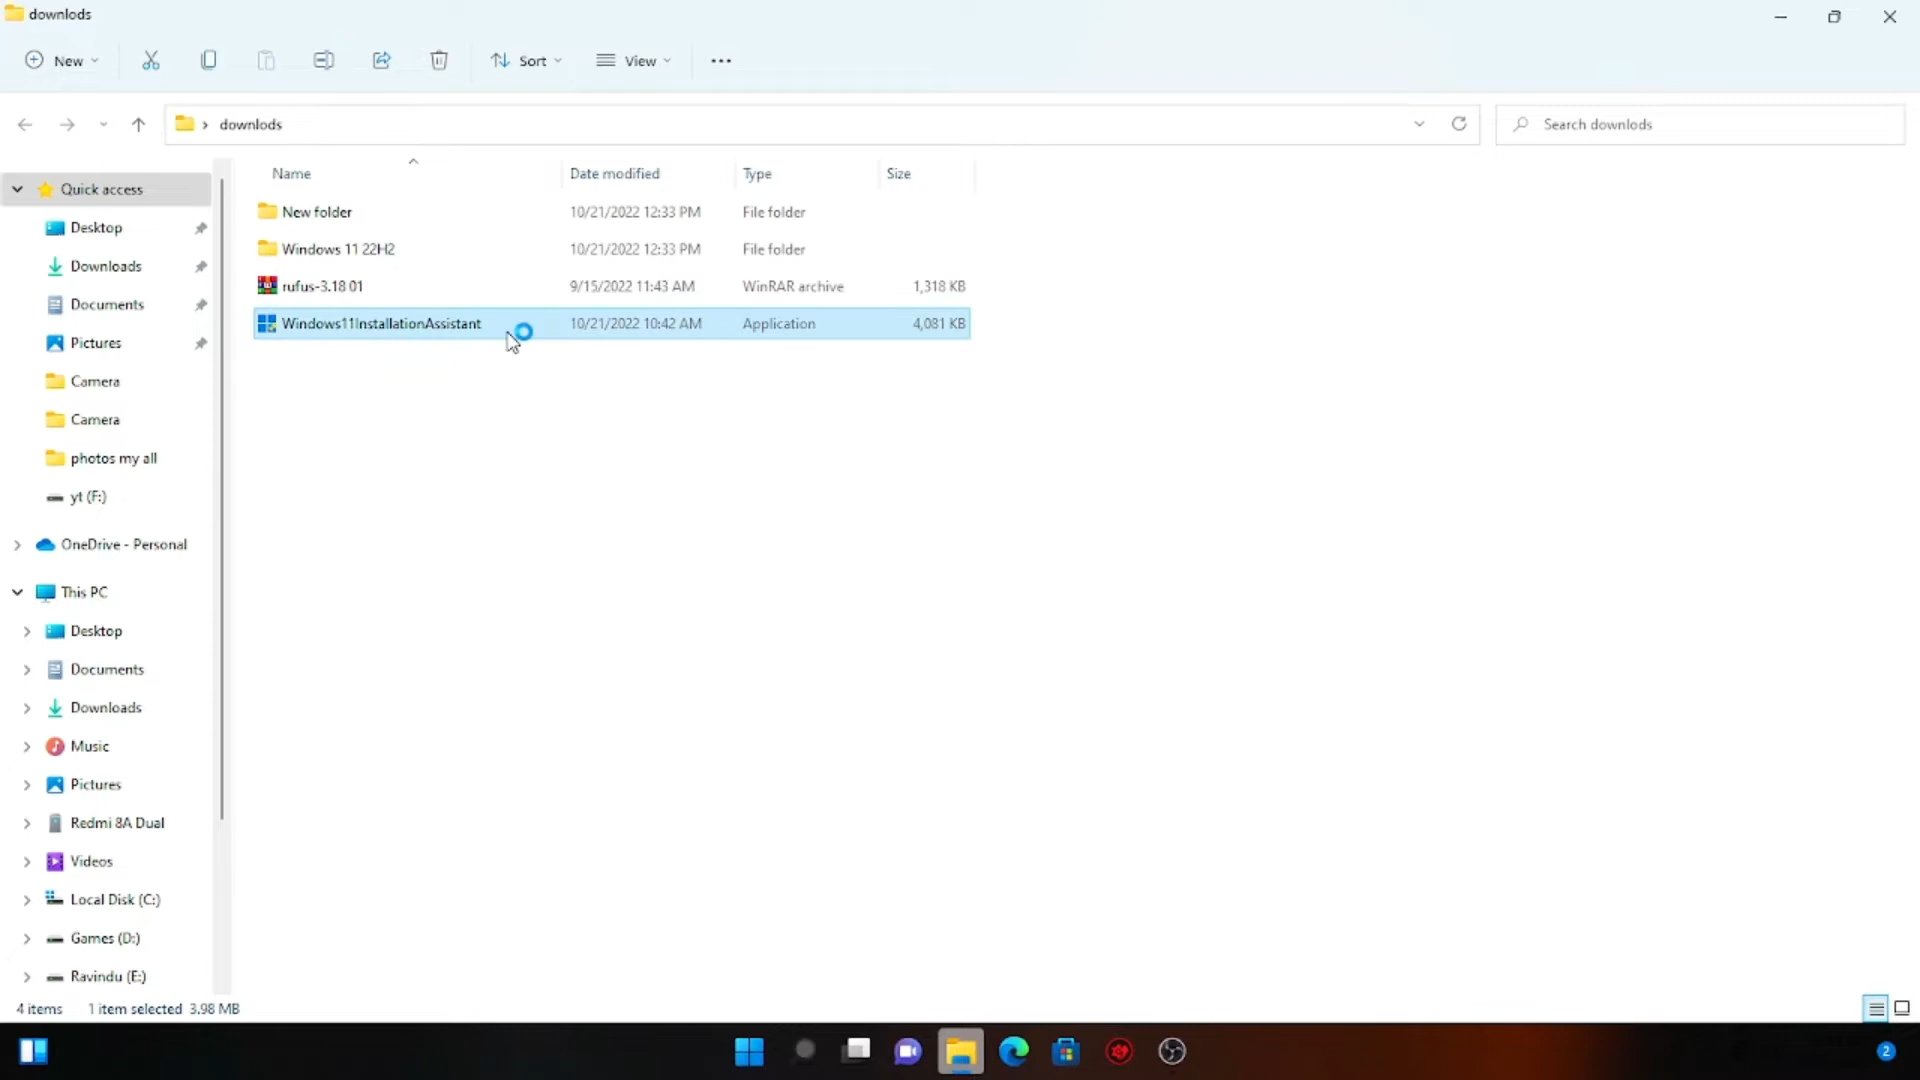 downlods
New
Sort
View
downlods
Search downlods
Name
Date modified
Type
Size
Quick access
Desktop
Downloads
Documents
Pictures
Camera
Camera
photos my all
yt (F:)
OneDrive - Personal
This PC
Desktop
Documents
Downloads
Music
Pictures
Redmi 8A Dual
Videos
Local Disk (C:)
Games (D:)
Ravindu (E:)
New folder 10/21/2022 12:33 PM File folder
Windows 11 22H2 10/21/2022 12:33 PM File folder
rufus-3.18 01 9/15/2022 11:43 AM WinRAR archive 1,318 KB
Windows11InstallationAssistant 10/21/2022 10:42 AM Application 4,081 KB
4 items 1 item selected 3.98 MB
2